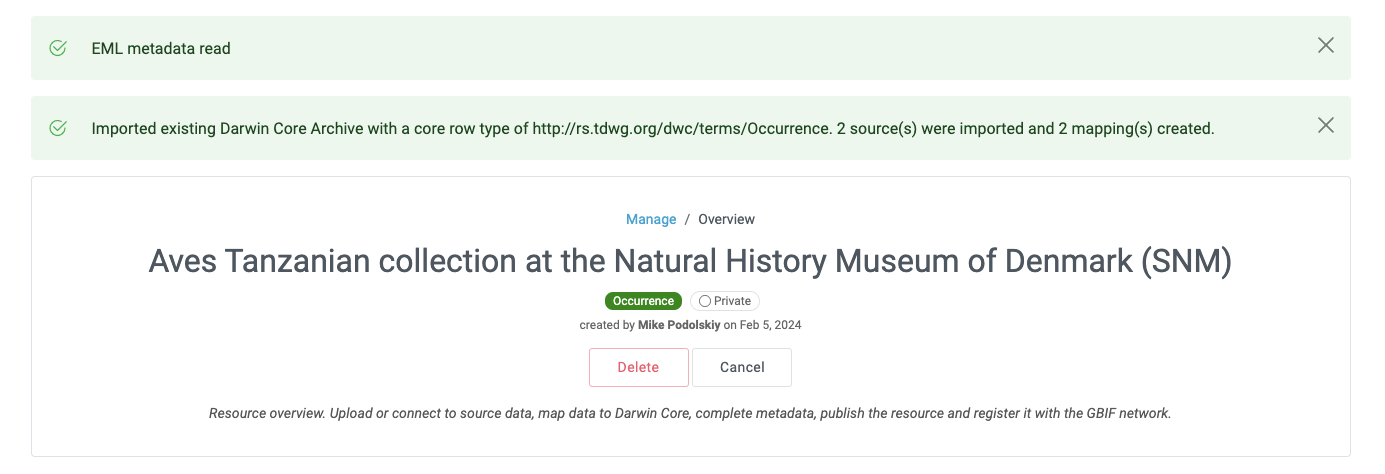 EML metadata read
Imported existing Darwin Core Archive with a core row type of http://rs.tdwg.org/dwc/terms/Occurrence. 2 source(s) were imported and 2 mapping(s) created.
Manage / Overview
Aves Tanzanian collection at the Natural History Museum of Denmark (SNM)
Occurrence Private
created by Mike Podolskiy on Feb 5, 2024
Delete Cancel
Resource overview. Upload or connect to source data, map data to Darwin Core, complete metadata, publish the resource and register it with the GBIF network.